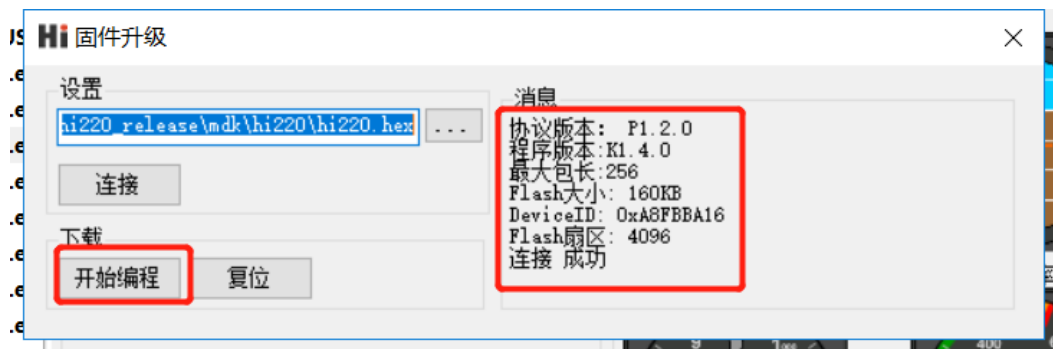 Hi 固件升级
设置
hi220_release\mdk\hi220\hi220.hex
...
连接
下载
开始编程
复位
消息
协议版本: P1.2.0
程序版本:K1.4.0
最大包长:256
Flash大小: 160KB
DeviceID: 0xA8FBBA16
Flash扇区: 4096
连接 成功
9
400